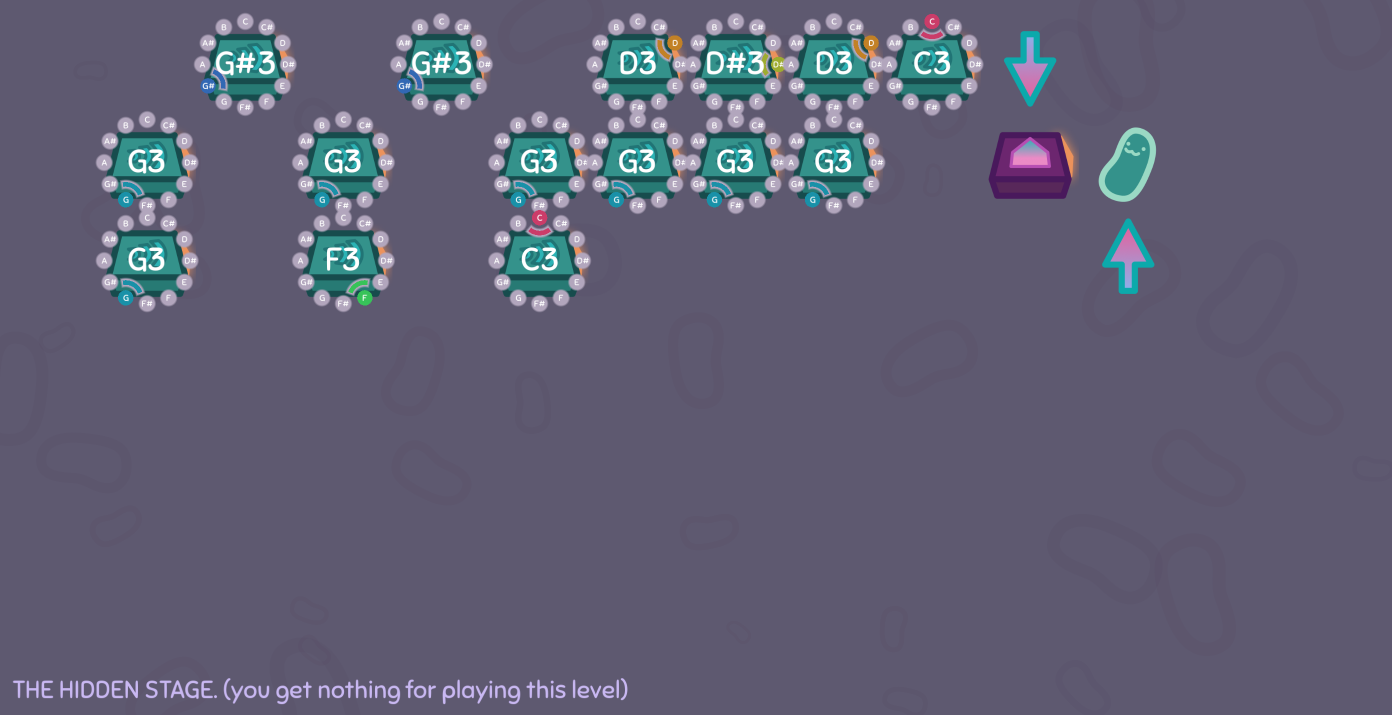 G#3 G#3 D3 D#3 D3 C3
G3 G3 G3 G3 G3 G3
G3 F3 C3
THE HIDDEN STAGE. (you get nothing for playing this level)